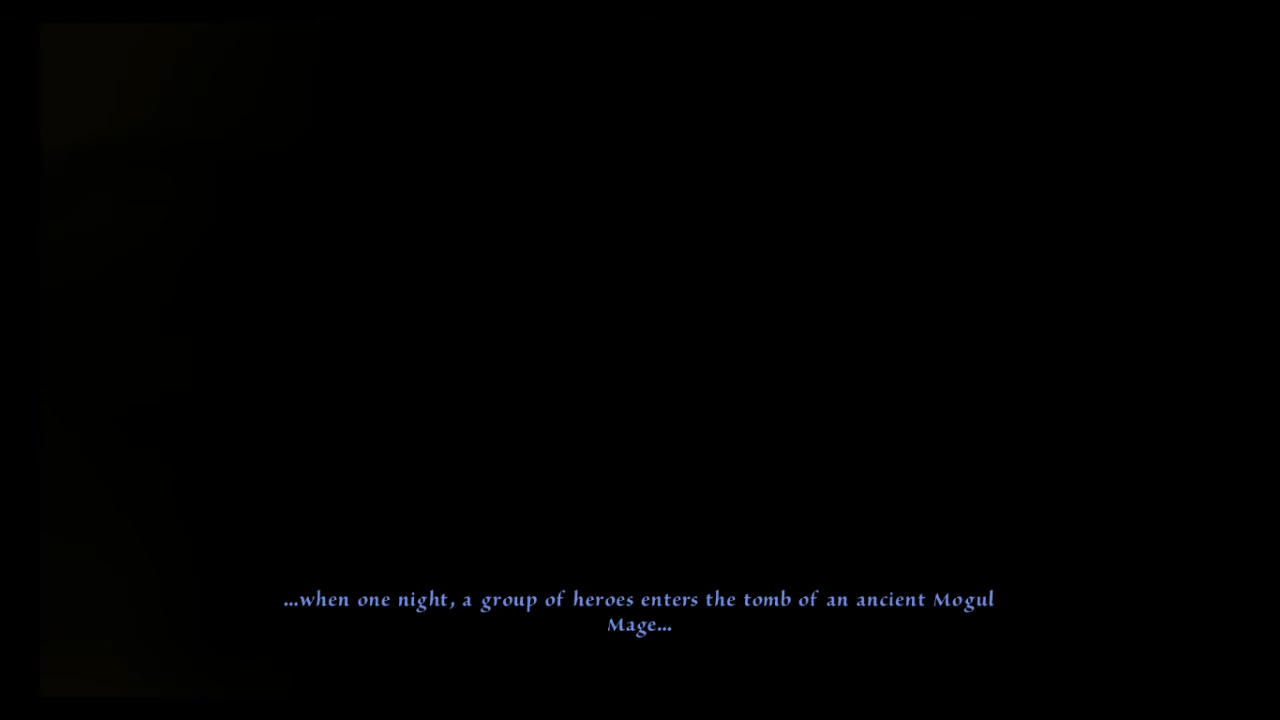 ...when one night, a group of heroes enters the tomb of an ancient Mogul
Mage...